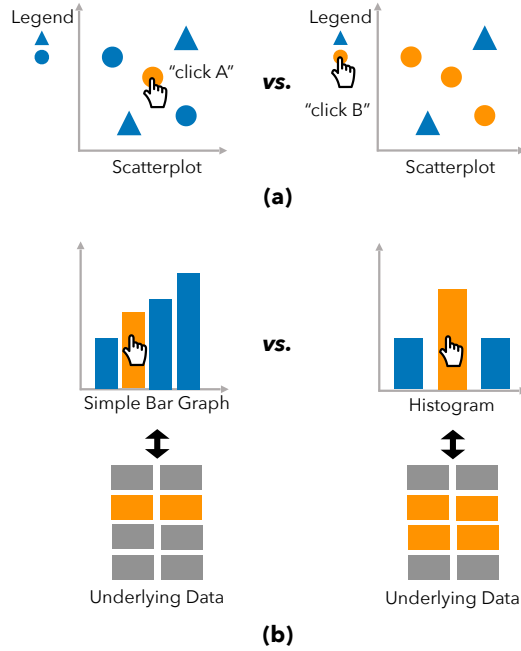 Legend
“click A”
Scatterplot
vs.
Legend
“click B”
Scatterplot
(a)
Simple Bar Graph
vs.
Histogram
Underlying Data
Underlying Data
(b)